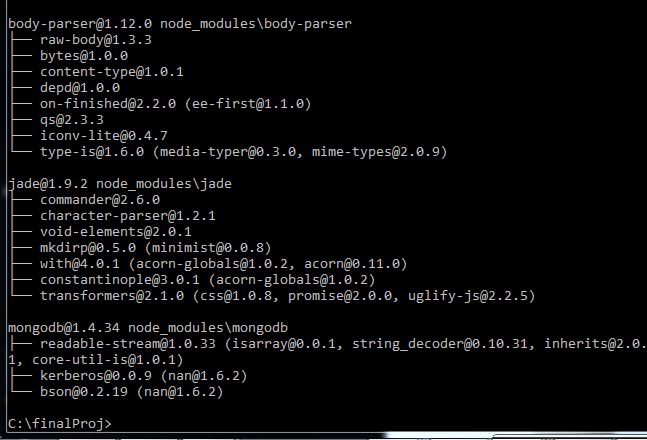 body-parser@1.12.0 node_modules\body-parser
├── raw-body@1.3.3
├── bytes@1.0.0
├── content-type@1.0.1
├── depd@1.0.0
├── on-finished@2.2.0 (ee-first@1.1.0)
├── qs@2.3.3
├── iconv-lite@0.4.7
└── type-is@1.6.0 (media-typer@0.3.0, mime-types@2.0.9)
jade@1.9.2 node_modules\jade
├── commander@2.6.0
├── character-parser@1.2.1
├── void-elements@2.0.1
├── mkdirp@0.5.0 (minimist@0.0.8)
├── with@4.0.1 (acorn-globals@1.0.2, acorn@0.11.0)
├── constantinople@3.0.1 (acorn-globals@1.0.2)
└── transformers@2.1.0 (css@1.0.8, promise@2.0.0, uglify-js@2.2.5)
mongodb@1.4.34 node_modules\mongodb
├── readable-stream@1.0.33 (isarray@0.0.1, string_decoder@0.10.31, inherits@2.0.
1, core-util-is@1.0.1)
├── kerberos@0.0.9 (nan@1.6.2)
└── bson@0.2.19 (nan@1.6.2)
C:\finalProj>